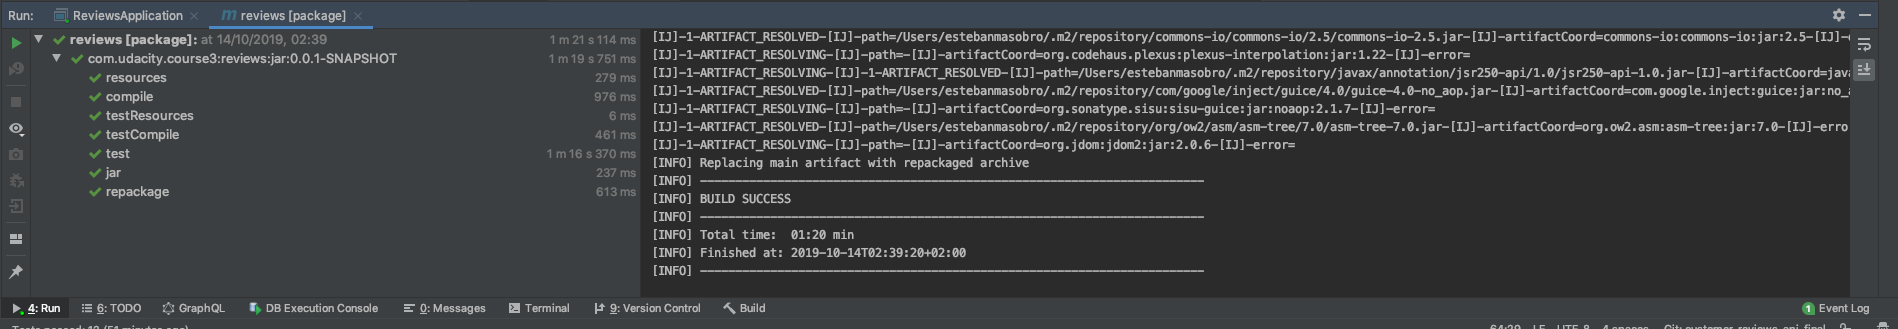 Run: ReviewsApplication × m reviews [package] ×
reviews [package]: at 14/10/2019, 02:39 1 m 21 s 114 ms
com.udacity.course3:reviews:jar:0.0.1-SNAPSHOT 1 m 19 s 751 ms
resources 279 ms
compile 976 ms
testResources 6 ms
testCompile 461 ms
test 1 m 16 s 370 ms
jar 237 ms
repackage 613 ms
[IJ]-1-ARTIFACT_RESOLVED-[IJ]-path=/Users/estebanmasobro/.m2/repository/commons-io/commons-io/2.5/commons-io-2.5.jar-[IJ]-artifactCoord=commons-io:commons-io:jar:2.5-[IJ]-
[IJ]-1-ARTIFACT_RESOLVING-[IJ]-path=-[IJ]-artifactCoord=org.codehaus.plexus:plexus-interpolation:jar:1.22-[IJ]-error=
[IJ]-1-ARTIFACT_RESOLVING-[IJ]-1-ARTIFACT_RESOLVED-[IJ]-path=/Users/estebanmasobro/.m2/repository/javax/annotation/jsr250-api/1.0/jsr250-api-1.0.jar-[IJ]-artifactCoord=java
[IJ]-1-ARTIFACT_RESOLVED-[IJ]-path=/Users/estebanmasobro/.m2/repository/com/google/inject/guice/4.0/guice-4.0-no_aop.jar-[IJ]-artifactCoord=com.google.inject:guice:jar:no_a
[IJ]-1-ARTIFACT_RESOLVING-[IJ]-path=-[IJ]-artifactCoord=org.sonatype.sisu:sisu-guice:jar:noaop:2.1.7-[IJ]-error=
[IJ]-1-ARTIFACT_RESOLVED-[IJ]-path=/Users/estebanmasobro/.m2/repository/org/ow2/asm/asm-tree/7.0/asm-tree-7.0.jar-[IJ]-artifactCoord=org.ow2.asm:asm-tree:jar:7.0-[IJ]-erro
[IJ]-1-ARTIFACT_RESOLVING-[IJ]-path=-[IJ]-artifactCoord=org.jdom:jdom2:jar:2.0.6-[IJ]-error=
[INFO] Replacing main artifact with repackaged archive
[INFO] ------------------------------------------------------------------------
[INFO] BUILD SUCCESS
[INFO] ------------------------------------------------------------------------
[INFO] Total time:  01:20 min
[INFO] Finished at: 2019-10-14T02:39:20+02:00
[INFO] ------------------------------------------------------------------------
4: Run 6: TODO GraphQL DB Execution Console 0: Messages Terminal 9: Version Control Build 1 Event Log